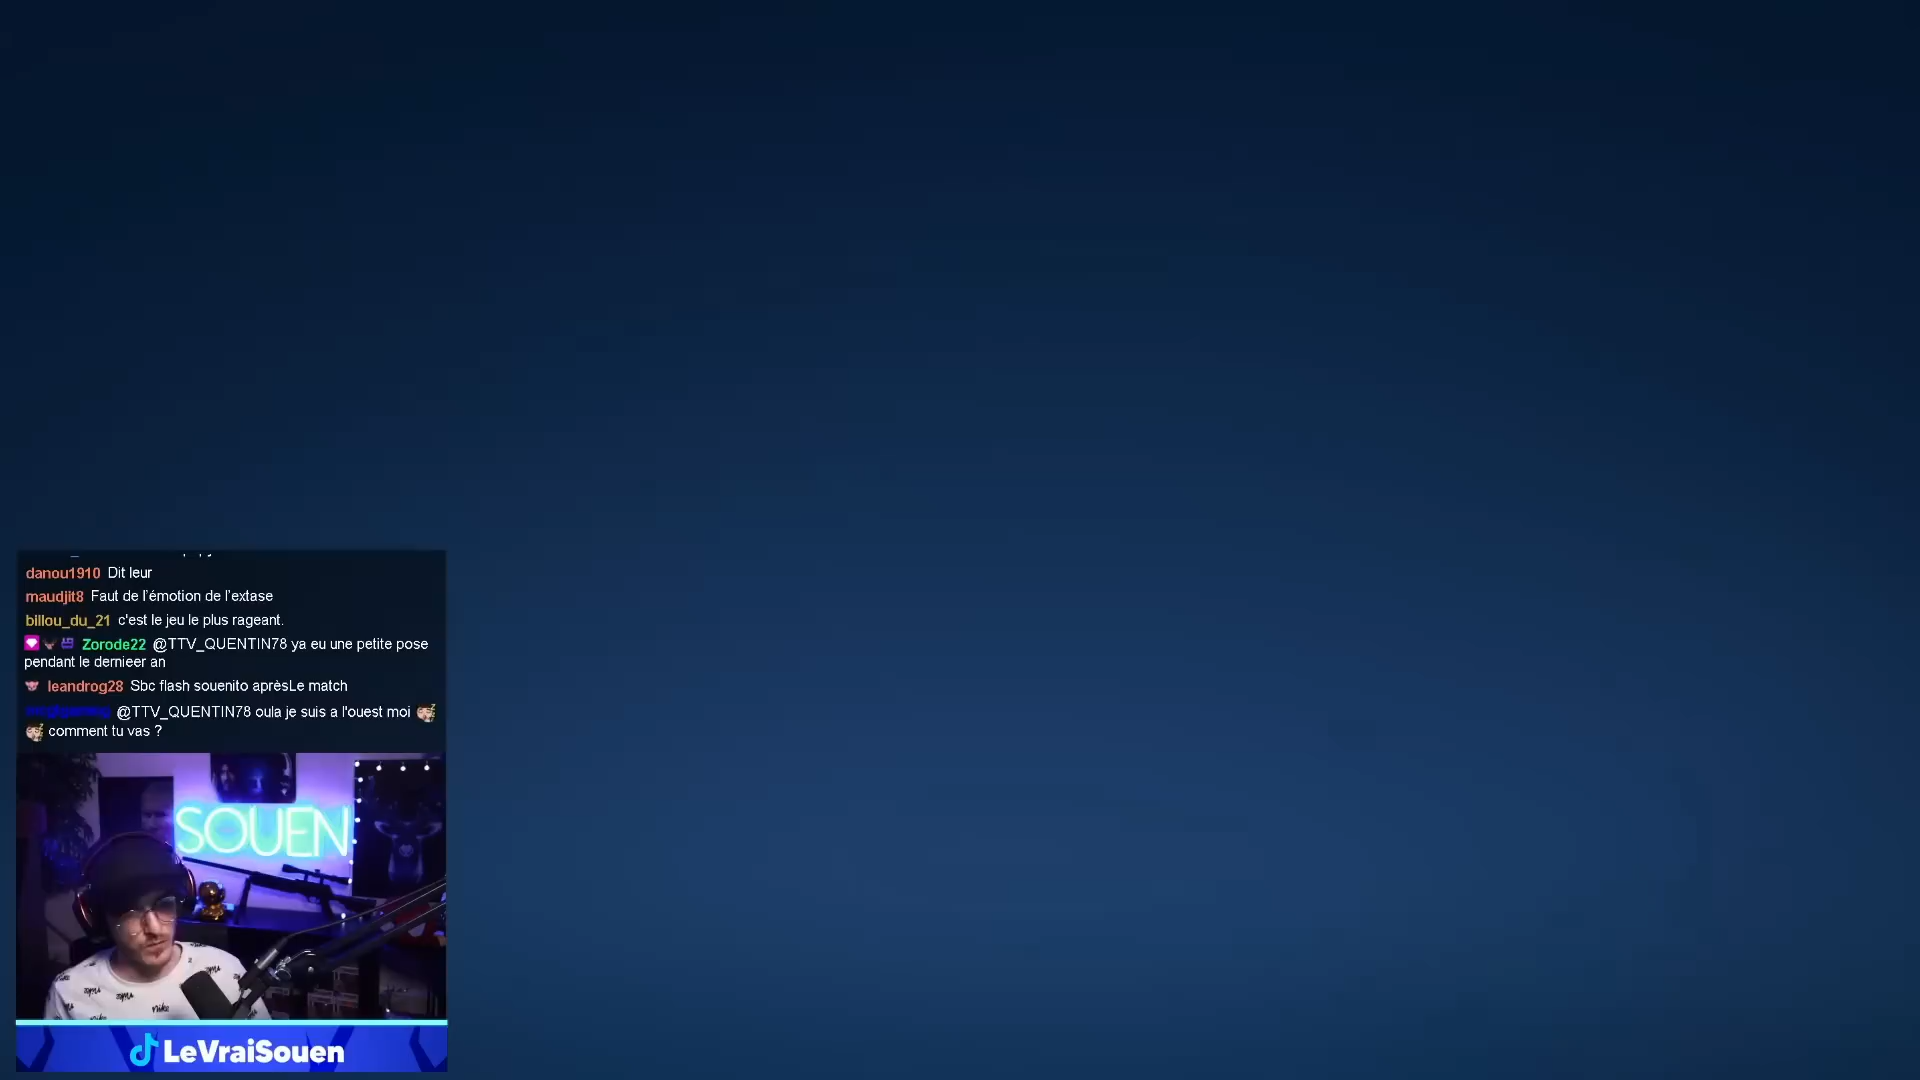 danou1910 Dit leur
maudjit8 Faut de l'émotion de l'extase
billou_du_21 c'est le jeu le plus rageant.
Zorode22 @TTV_QUENTIN78 ya eu une petite pose
pendant le dernieer an
leandrog28 Sbc flash souenito aprèsLe match
@TTV_QUENTIN78 oula je suis a l'ouest moi
comment tu vas ?
SOUEN
LeVraiSouen